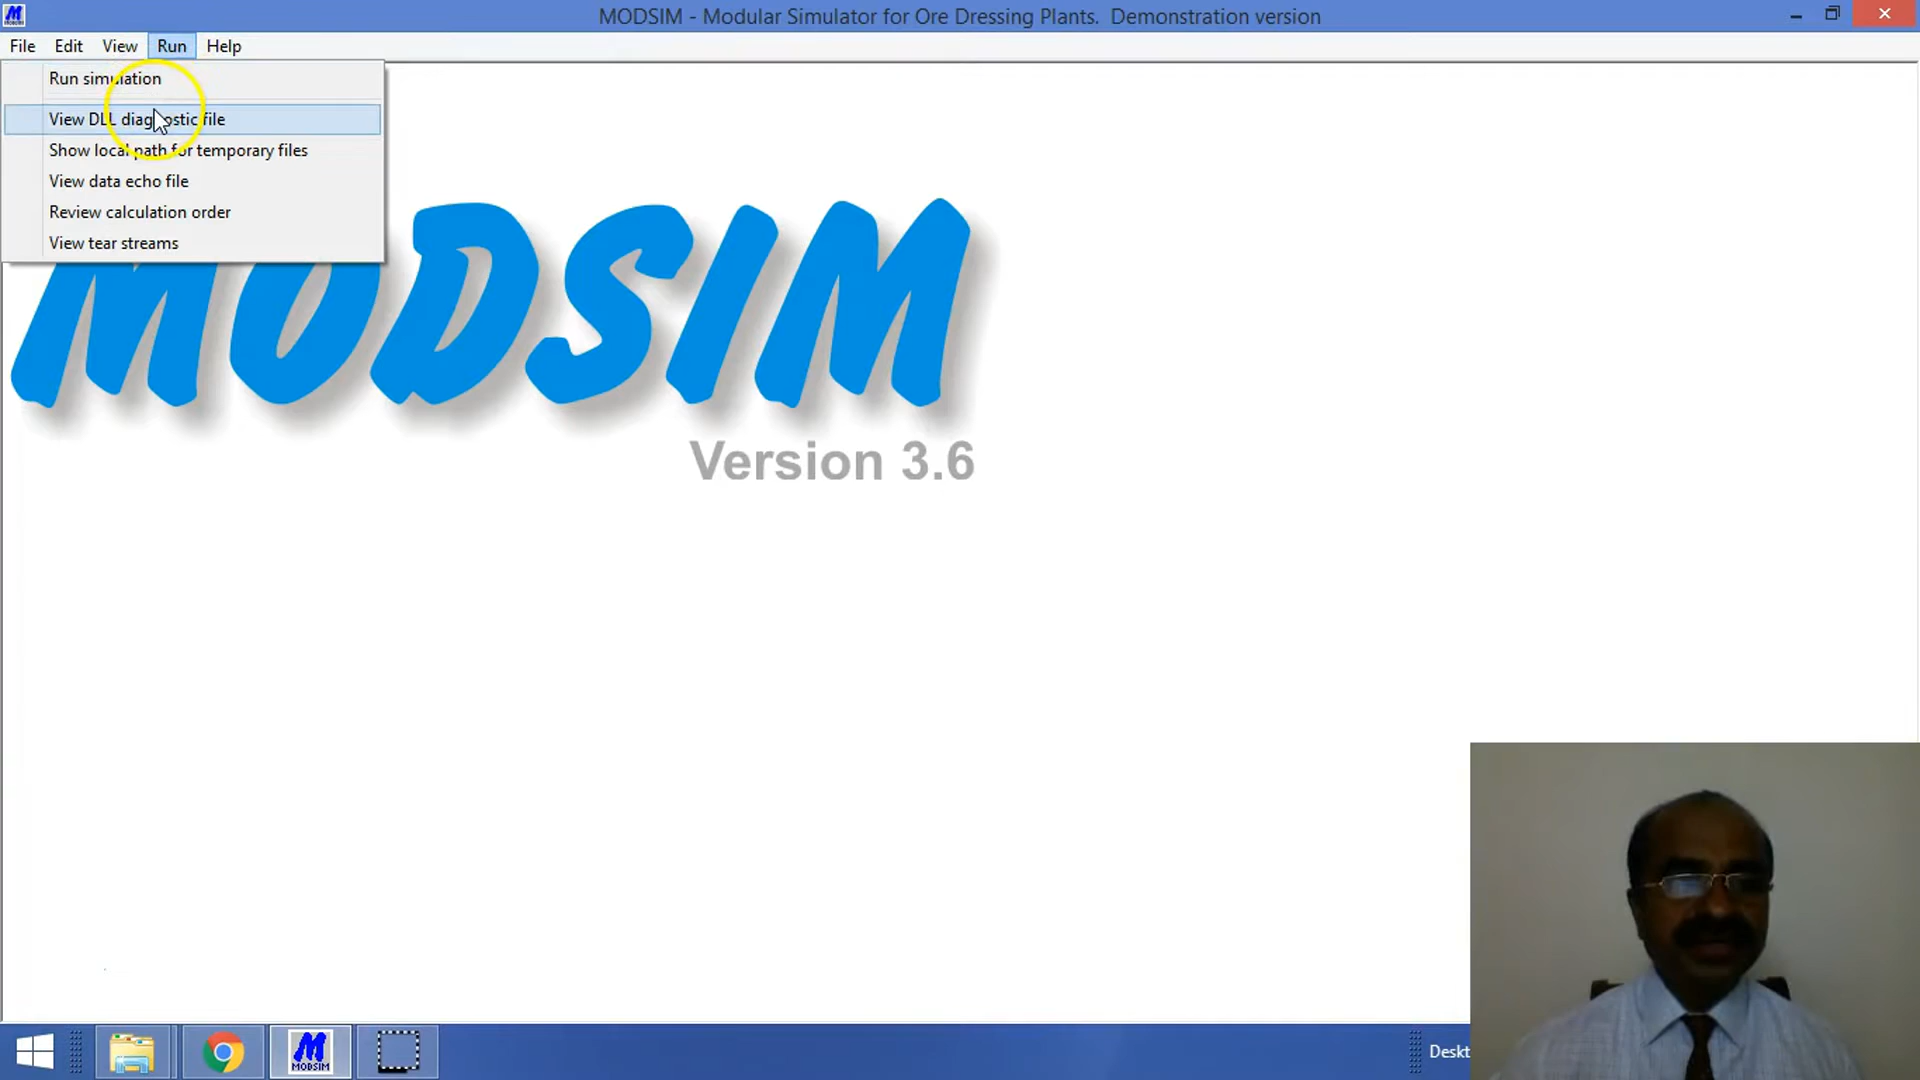 MODSIM - Modular Simulator for Ore Dressing Plants. Demonstration version
File Edit View Run Help
Run simulation
View DLL diagnostic file
Show local path for temporary files
View data echo file
Review calculation order
View tear streams
MODSIM
Version 3.6
MODSIM
Deskt